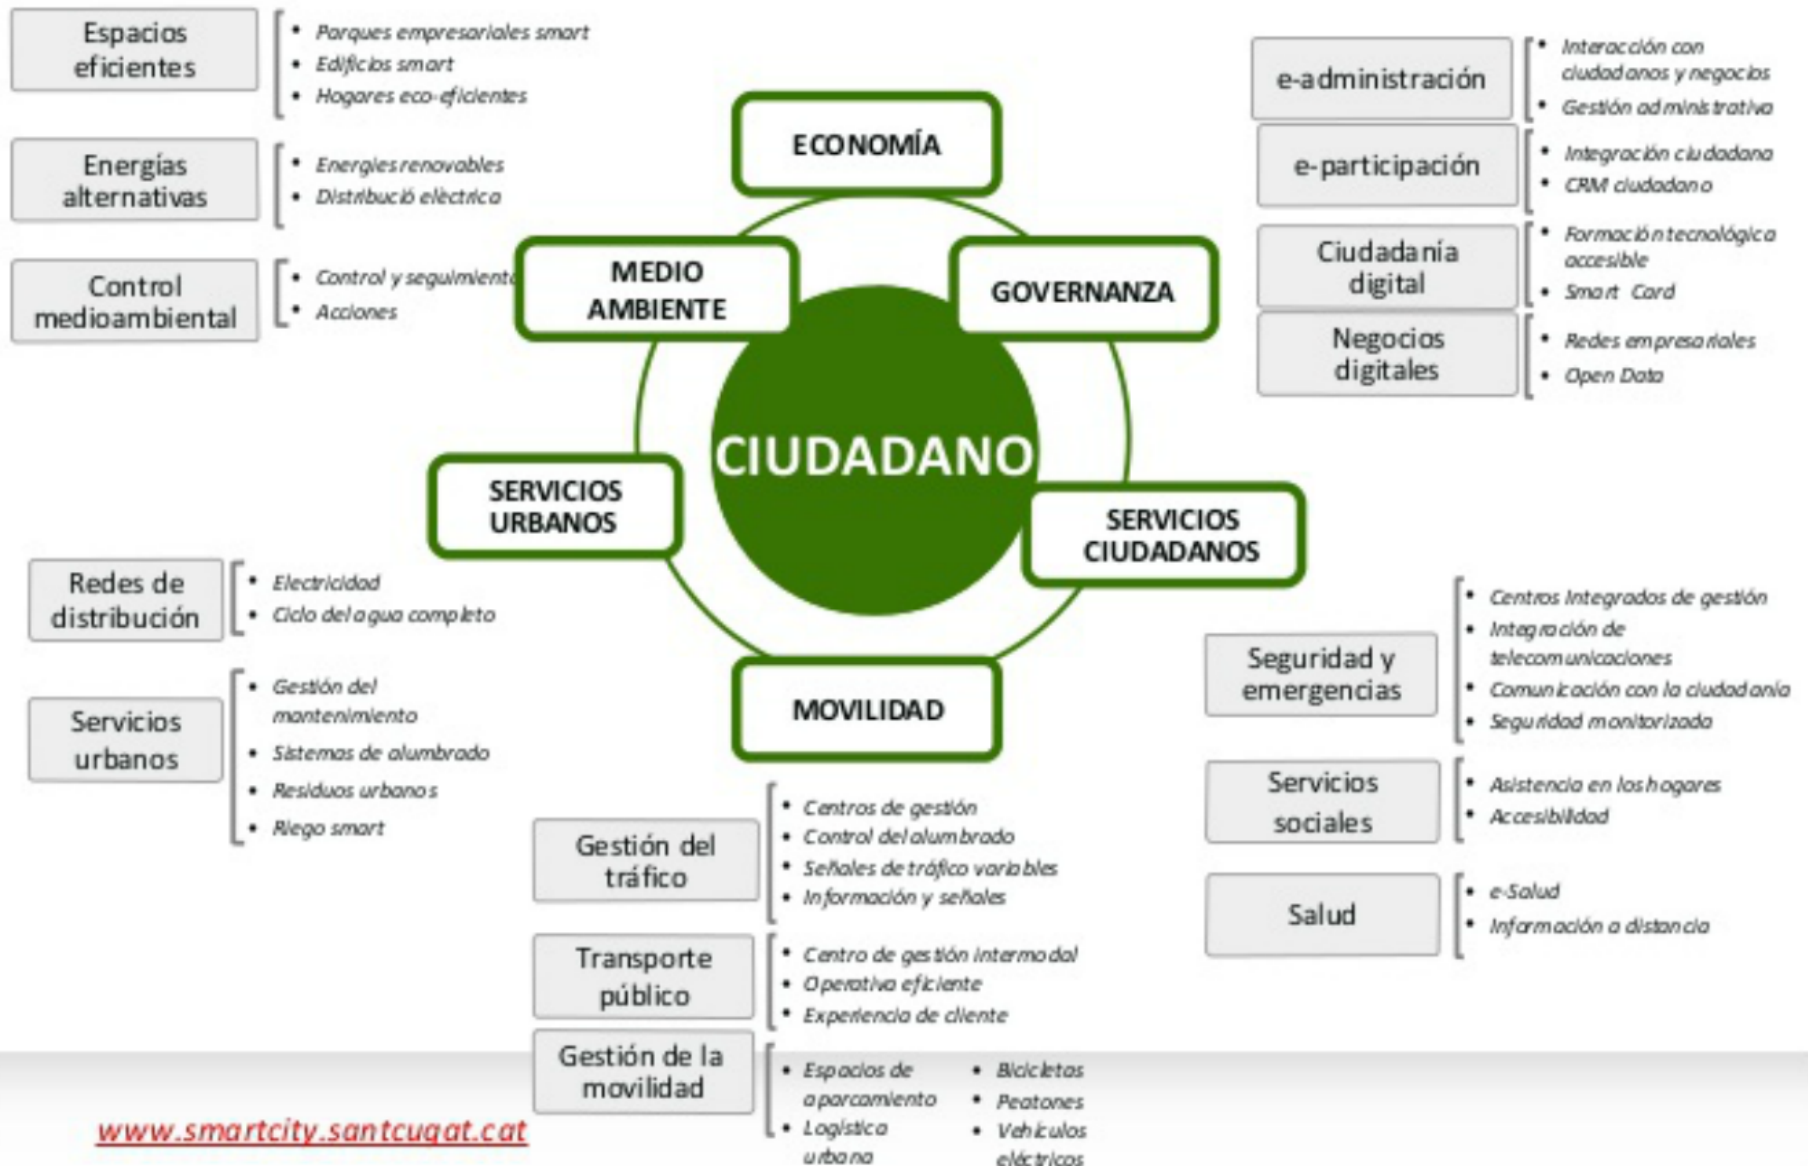 Espacios
eficientes
• Parques empresariales smart
• Edificios smart
• Hogares eco-eficientes
Energías
alternativas
• Energies renovables
• Distribució elèctrica
Control
medioambiental
• Control y seguimiento
• Acciones
ECONOMÍA
MEDIO
AMBIENTE
GOVERNANZA
CIUDADANO
SERVICIOS
URBANOS
SERVICIOS
CIUDADANOS
MOVILIDAD
e-administración
• Interacción con
ciudadanos y negocios
• Gestión administrativa
e-participación
• Integración ciudadana
• CRM ciudadano
Ciudadanía
digital
• Formación tecnológica
accesible
• Smart Card
Negocios
digitales
• Redes empresariales
• Open Data
Redes de
distribución
• Electricidad
• Ciclo del agua completo
Servicios
urbanos
• Gestión del
mantenimiento
• Sistemas de alumbrado
• Residuos urbanos
• Riego smart
Seguridad y
emergencias
• Centros Integrados de gestión
• Integración de
telecomunicaciones
• Comunicación con la ciudadanía
• Seguridad monitorizada
Servicios
sociales
• Asistencia en los hogares
• Accesibilidad
Salud
• e-Salud
• Información a distancia
Gestión del
tráfico
• Centros de gestión
• Control del alumbrado
• Señales de tráfico variables
• Información y señales
Transporte
público
• Centro de gestión intermodal
• Operativa eficiente
• Experiencia de cliente
Gestión de la
movilidad
• Espacios de
aparcamiento
• Logística
urbana
• Bicicletas
• Peatones
• Vehículos
eléctricos
www.smartcity.santcugat.cat